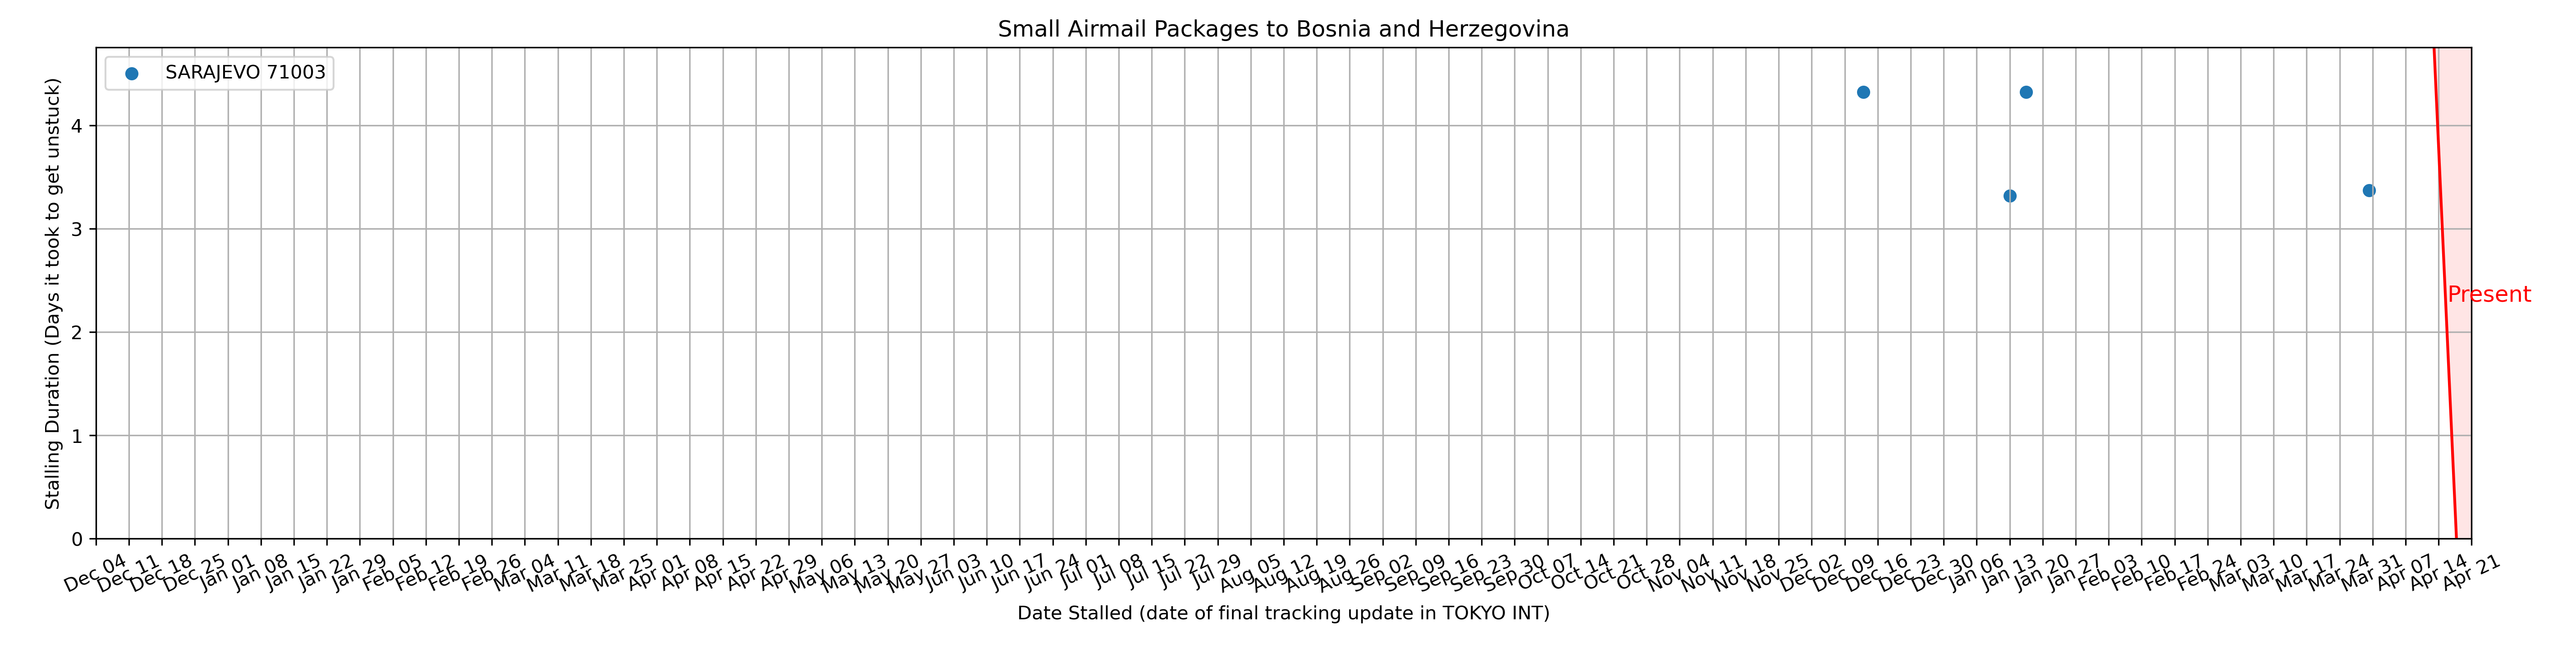 Small Airmail Packages to Bosnia and Herzegovina
SARAJEVO 71003
Stalling Duration (Days it took to get unstuck)
4
3
2
1
0
Present
Dec 04 Dec 11 Dec 18 Dec 25 Jan 01 Jan 08 Jan 15 Jan 22 Jan 29 Feb 05 Feb 12 Feb 19 Feb 26 Mar 04 Mar 11 Mar 18 Mar 25 Apr 01 Apr 08 Apr 15 Apr 22 Apr 29 May 06 May 13 May 20 May 27 Jun 03 Jun 10 Jun 17 Jun 24 Jul 01 Jul 08 Jul 15 Jul 22 Jul 29 Aug 05 Aug 12 Aug 19 Aug 26 Sep 02 Sep 09 Sep 16 Sep 23 Sep 30 Oct 07 Oct 14 Oct 21 Oct 28 Nov 04 Nov 11 Nov 18 Nov 25 Dec 02 Dec 09 Dec 16 Dec 23 Dec 30 Jan 06 Jan 13 Jan 20 Jan 27 Feb 03 Feb 10 Feb 17 Feb 24 Mar 03 Mar 10 Mar 17 Mar 24 Mar 31 Apr 07 Apr 14 Apr 21
Date Stalled (date of final tracking update in TOKYO INT)